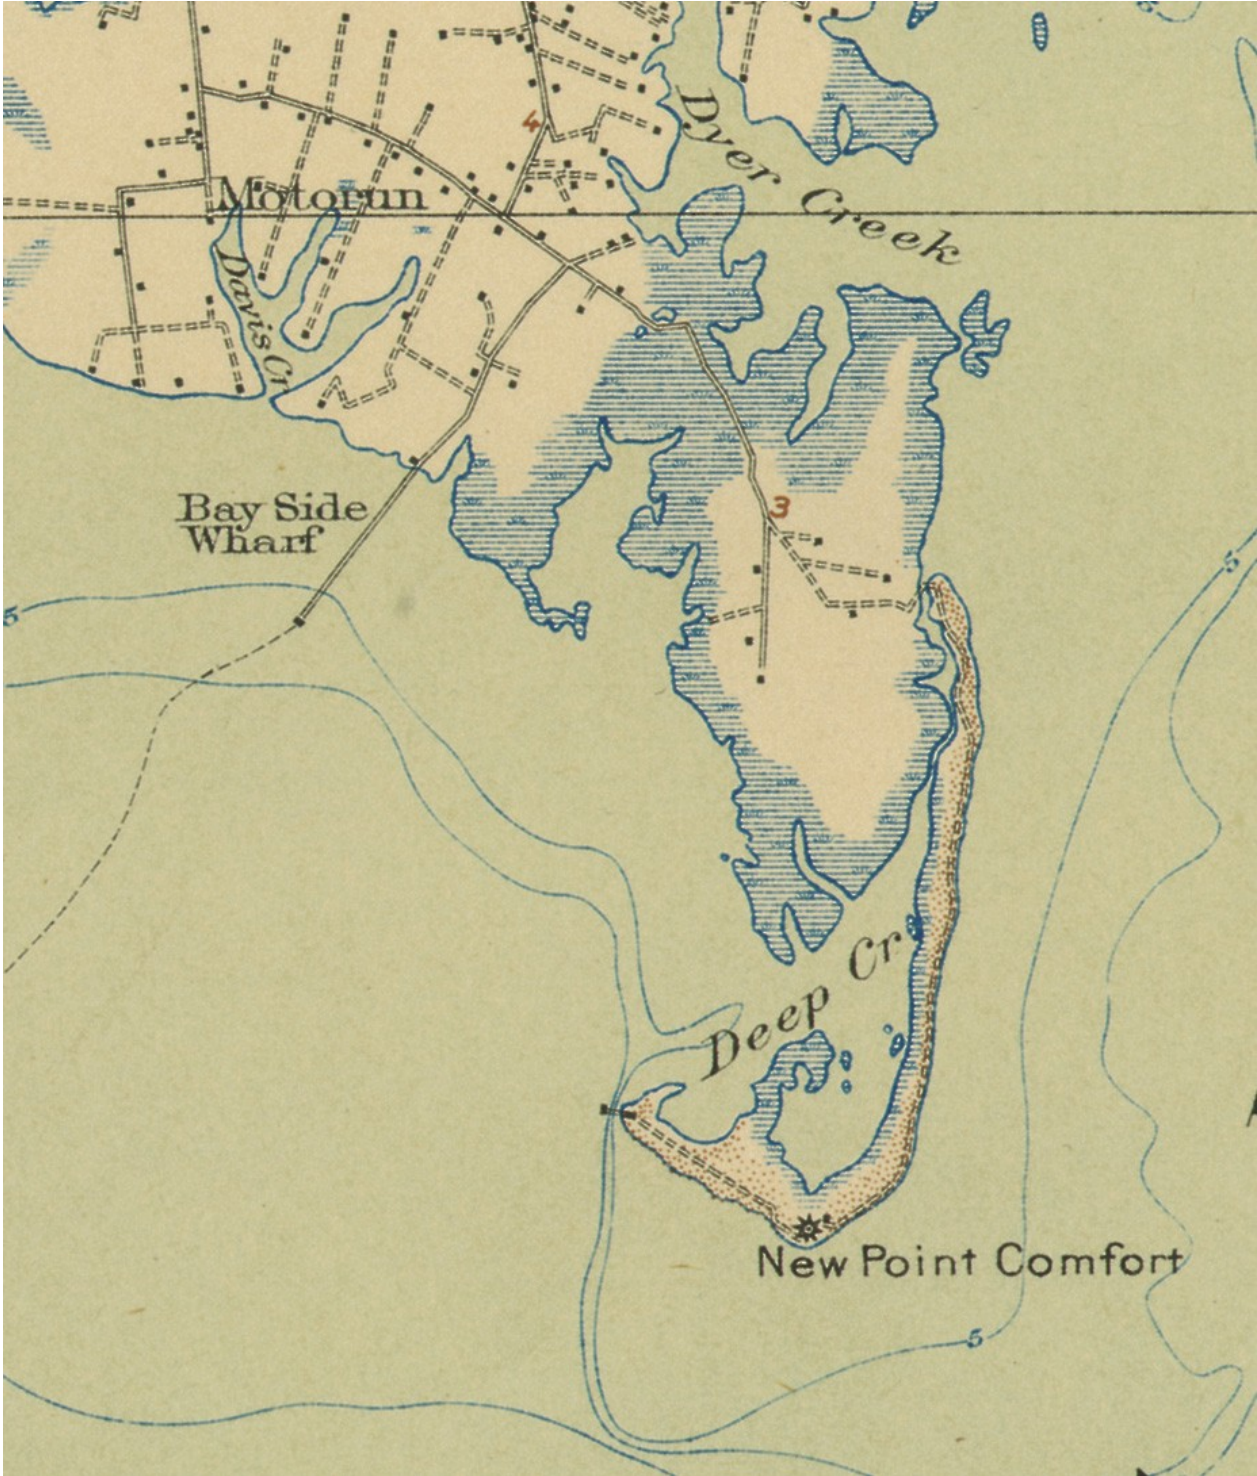 4
Dyer Creek
Motorun
Davis Cr
Bay Side
Wharf
3
5
5
Deep Cr
New Point Comfort
5